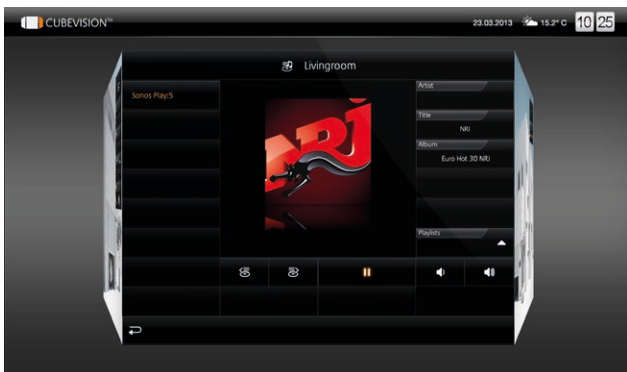 CUBEVISION™
23.03.2013 15.2° C 10 25
Livingroom
Sonos Play:5
Artist
Title
NRJ
Album
Euro Hot 30 NRJ
Playlists
NRJ